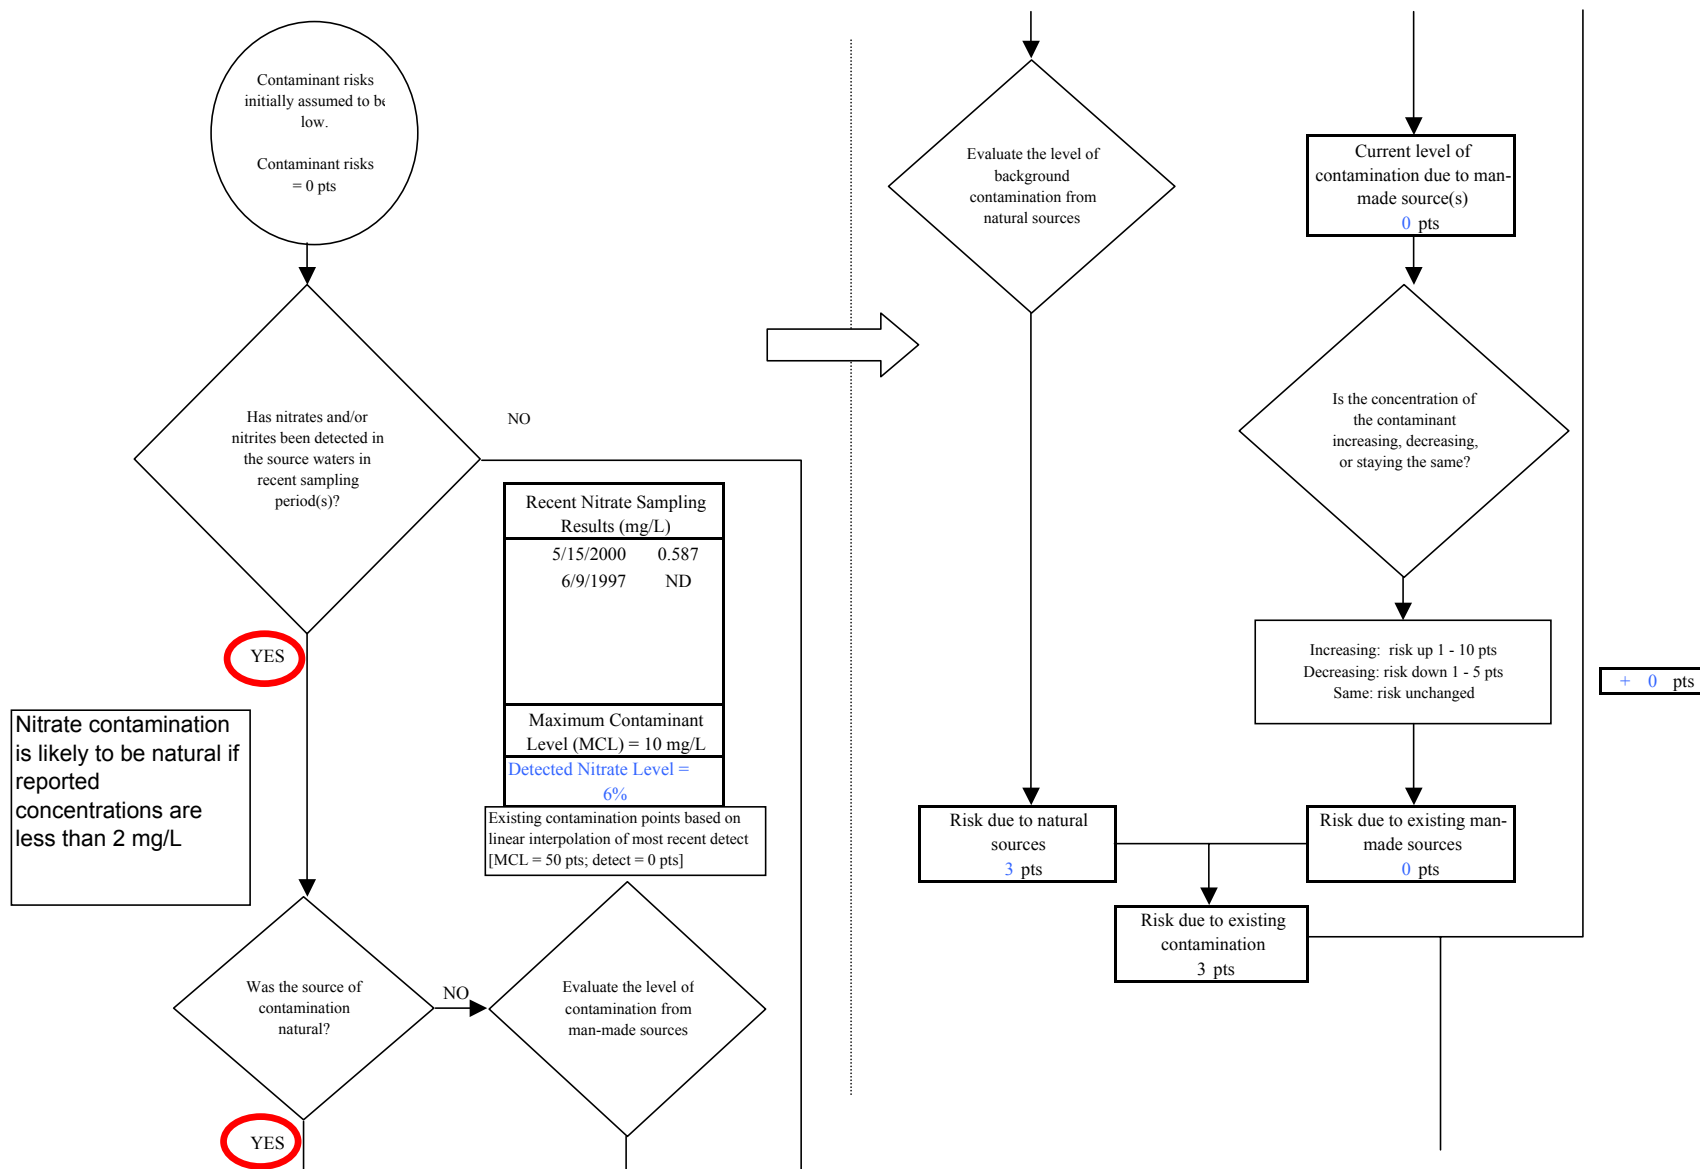 Contaminant risks
initially assumed to be
low.
Contaminant risks
= 0 pts
Has nitrates and/or
nitrites been detected in
the source waters in
recent sampling
period(s)?
NO
YES
Recent Nitrate Sampling
Results (mg/L)
5/15/2000 0.587
6/9/1997 ND
Maximum Contaminant
Level (MCL) = 10 mg/L
Detected Nitrate Level =
6%
Existing contamination points based on
linear interpolation of most recent detect
[MCL = 50 pts; detect = 0 pts]
Nitrate contamination
is likely to be natural if
reported
concentrations are
less than 2 mg/L
Was the source of
contamination
natural?
NO
YES
Evaluate the level of
contamination from
man-made sources
Evaluate the level of
background
contamination from
natural sources
Current level of
contamination due to man-
made source(s)
0 pts
Is the concentration of
the contaminant
increasing, decreasing,
or staying the same?
Increasing: risk up 1 - 10 pts
Decreasing: risk down 1 - 5 pts
Same: risk unchanged
+ 0 pts
Risk due to natural
sources
3 pts
Risk due to existing man-
made sources
0 pts
Risk due to existing
contamination
3 pts